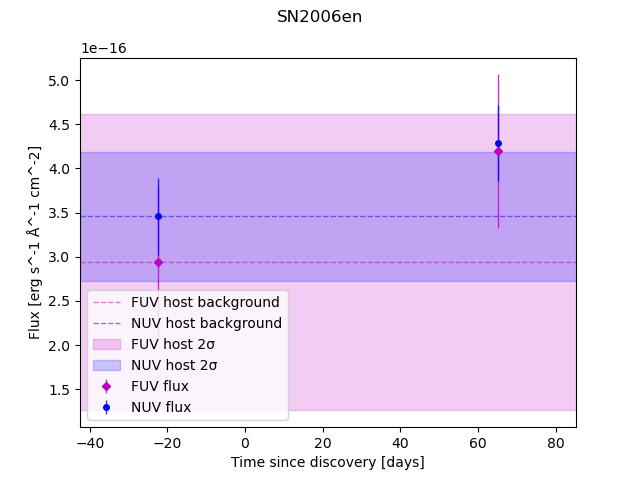 SN2006en
1e−16
5.0
4.5
4.0
3.5
3.0
2.5
2.0
1.5
Flux [erg s^-1 Å^-1 cm^-2]
FUV host background
NUV host background
FUV host 2σ
NUV host 2σ
FUV flux
NUV flux
−40 −20 0 20 40 60 80
Time since discovery [days]